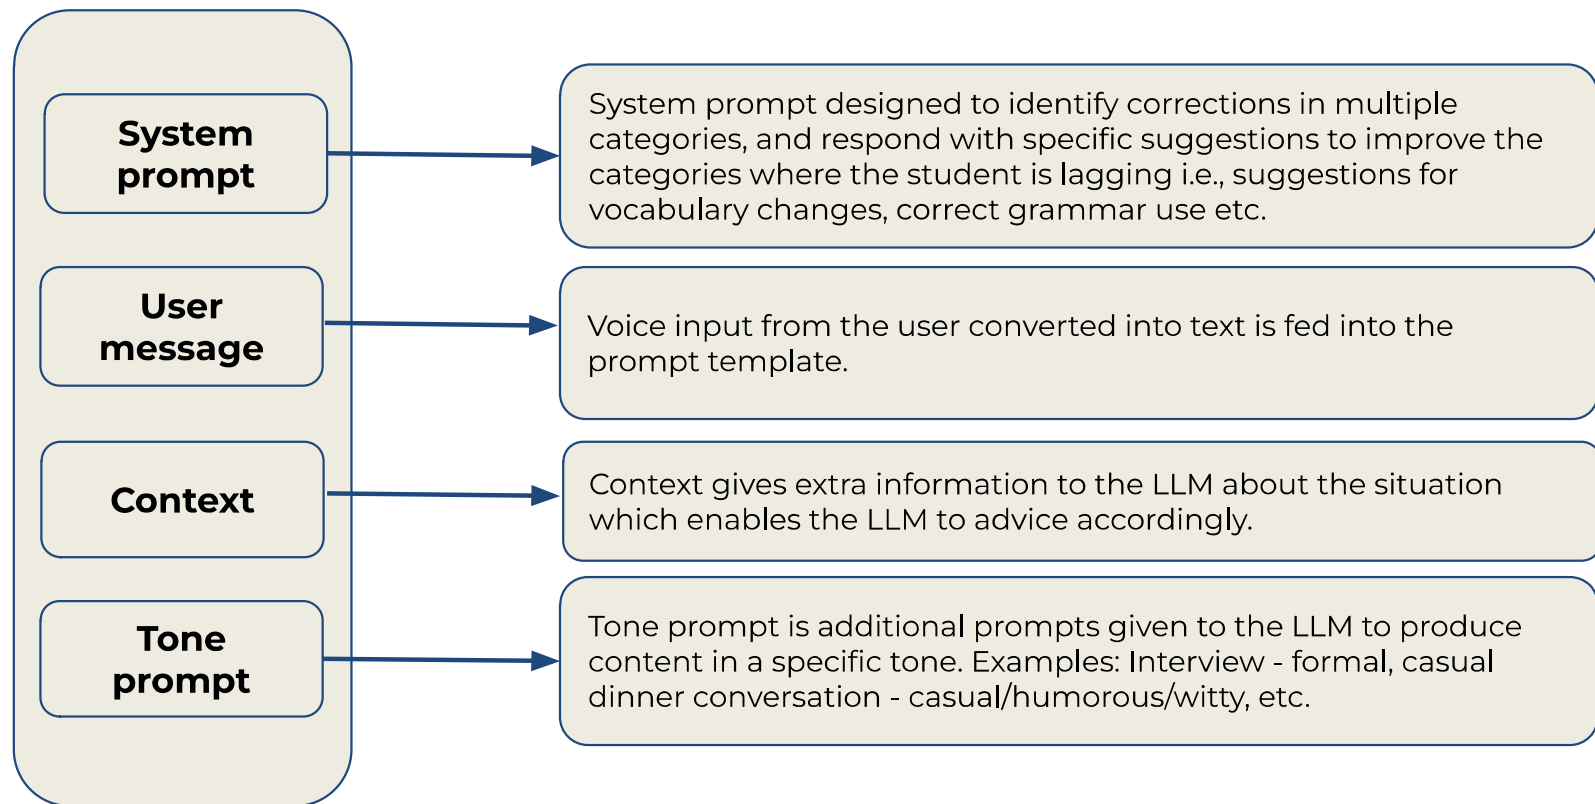 System
prompt
System prompt designed to identify corrections in multiple
categories, and respond with specific suggestions to improve the
categories where the student is lagging i.e., suggestions for
vocabulary changes, correct grammar use etc.
User
message
Voice input from the user converted into text is fed into the
prompt template.
Context
Context gives extra information to the LLM about the situation
which enables the LLM to advice accordingly.
Tone
prompt
Tone prompt is additional prompts given to the LLM to produce
content in a specific tone. Examples: Interview - formal, casual
dinner conversation - casual/humorous/witty, etc.